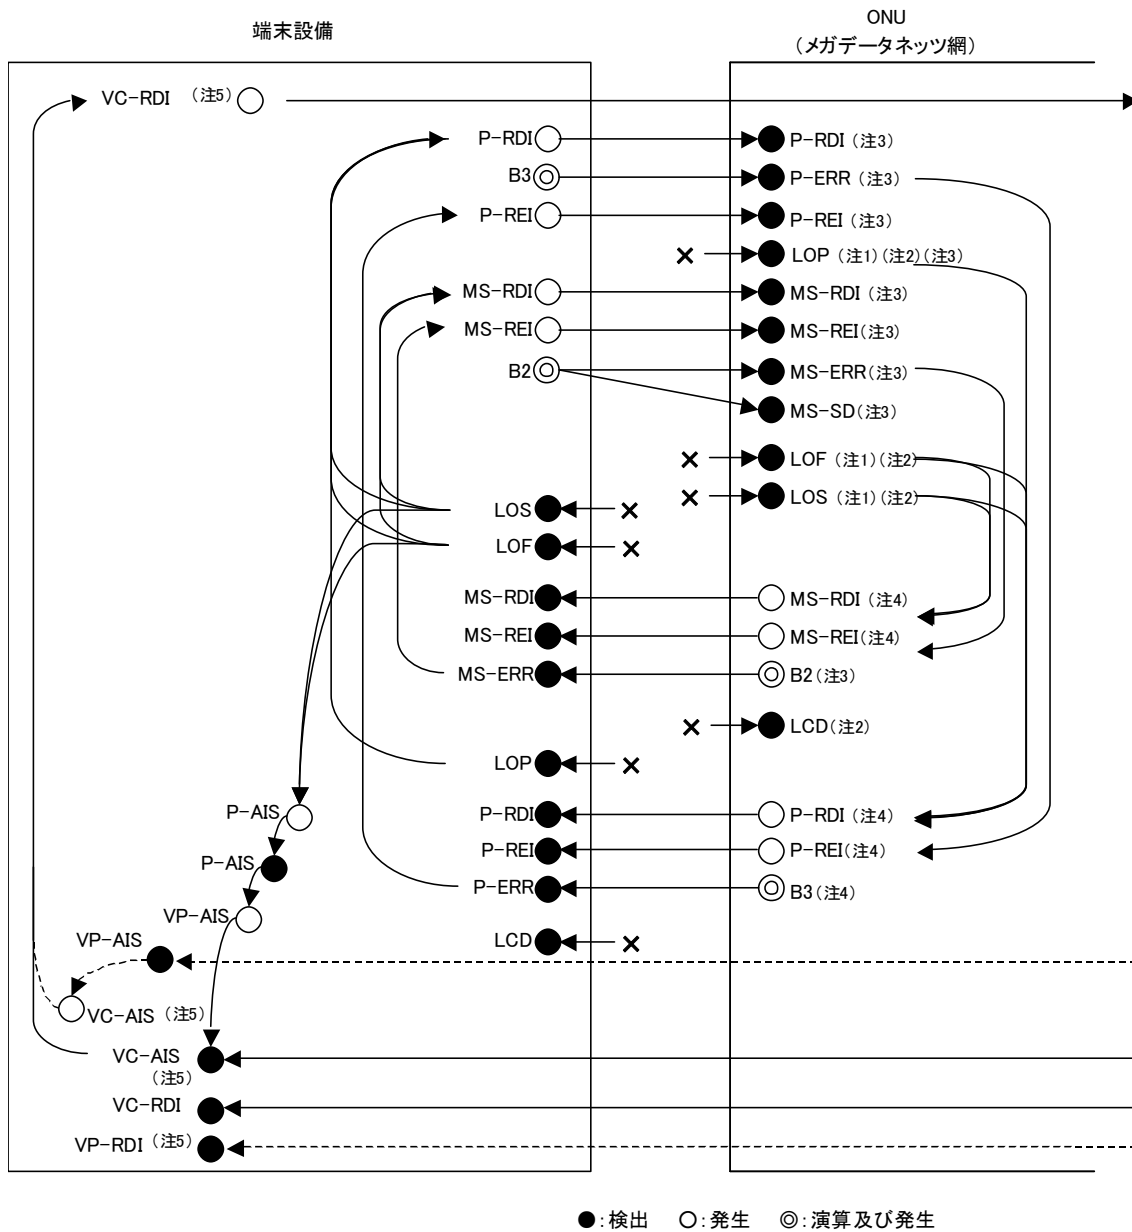 端末設備
ONU
（メガデータネッツ網）
VC-RDI （注5）
P-RDI
P-RDI（注3）
B3
P-ERR（注3）
P-REI
P-REI（注3）
LOP（注1）（注2）（注3）
MS-RDI
MS-RDI（注3）
MS-REI
MS-REI（注3）
B2
MS-ERR（注3）
MS-SD（注3）
LOF（注1）（注2）
LOS（注1）（注2）
LOS
LOF
MS-RDI
MS-RDI（注4）
MS-REI
MS-REI（注4）
MS-ERR
B2（注3）
LCD（注2）
LOP
P-AIS
P-RDI
P-RDI（注4）
P-REI
P-REI（注4）
P-AIS
P-ERR
B3（注4）
VP-AIS
VP-AIS
LCD
VC-AIS（注5）
VC-AIS
（注5）
VC-RDI
VP-RDI（注5）
●：検出 ○：発生 ◎：演算及び発生